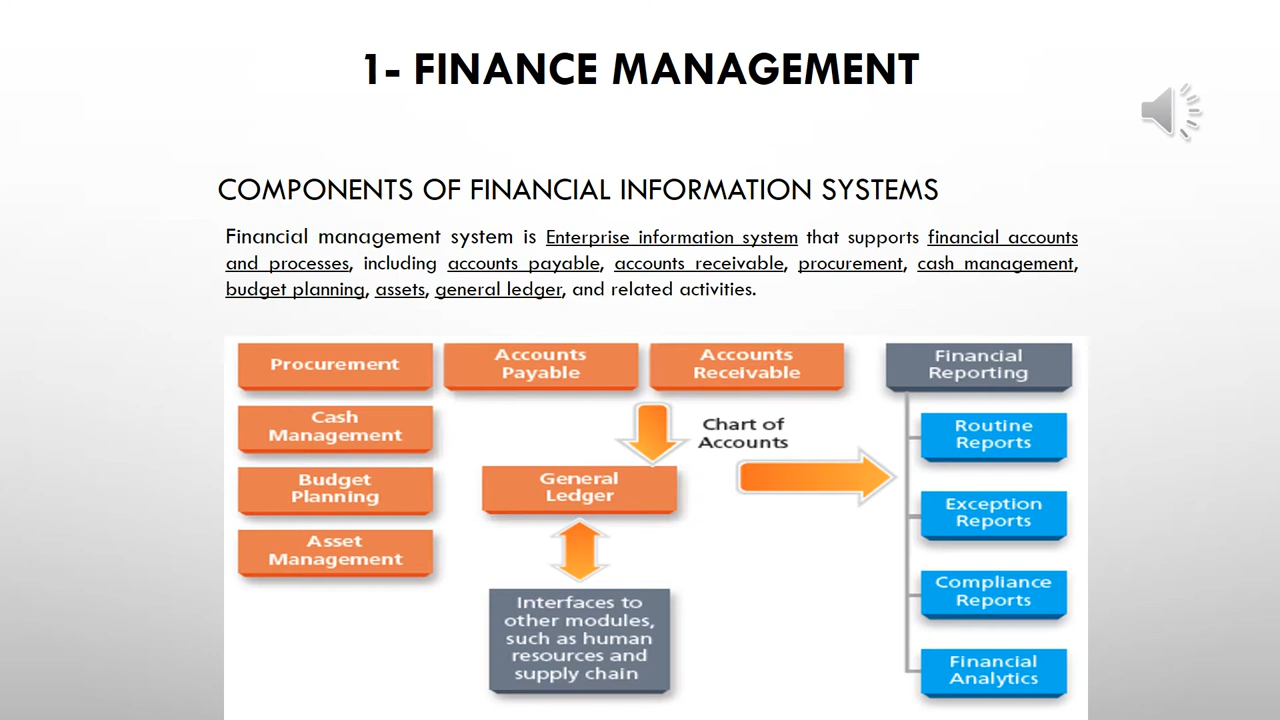 1- FINANCE MANAGEMENT
COMPONENTS OF FINANCIAL INFORMATION SYSTEMS
Financial management system is Enterprise information system that supports financial accounts
and processes, including accounts payable, accounts receivable, procurement, cash management,
budget planning, assets, general ledger, and related activities.
Procurement
Accounts
Payable
Accounts
Receivable
Financial
Reporting
Cash
Management
Chart of
Accounts
Routine
Reports
Budget
Planning
General
Ledger
Exception
Reports
Asset
Management
Interfaces to
other modules,
such as human
resources and
supply chain
Compliance
Reports
Financial
Analytics